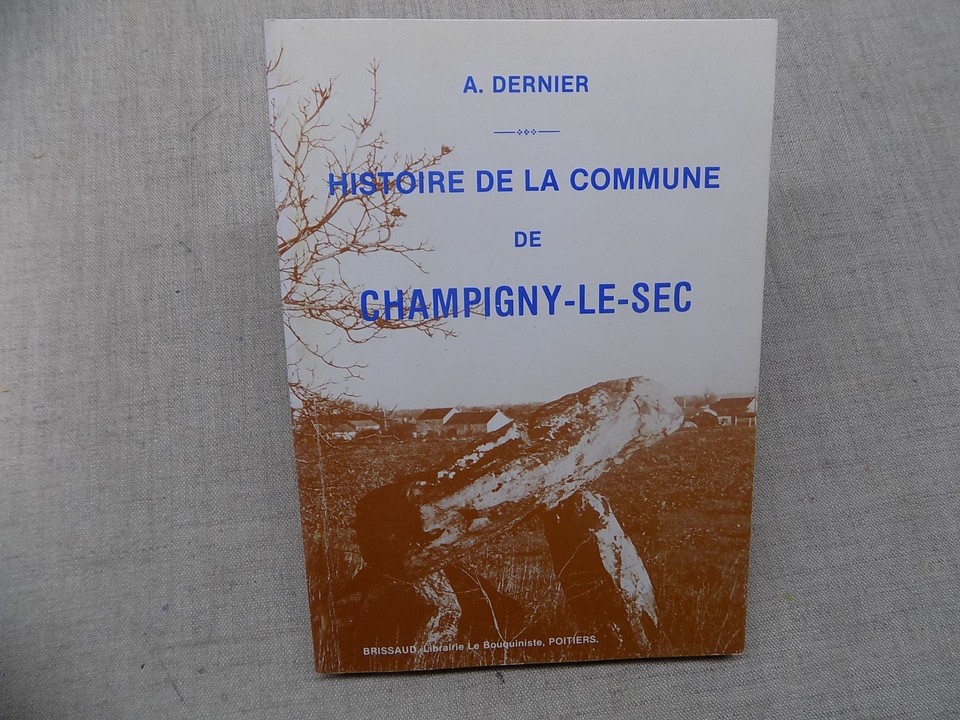 A. DERNIER
HISTOIRE DE LA COMMUNE
DE
CHAMPIGNY-LE-SEC
BRISSAUD, Librairie Le Bouquiniste, POITIERS.